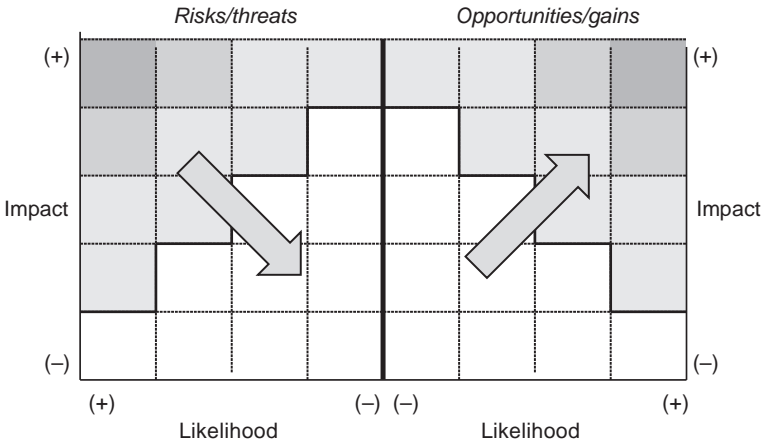 Risks/threats Opportunities/gains
(+) (+)
Impact Impact
(–) (–)
(+) (–) (–) (+)
Likelihood Likelihood